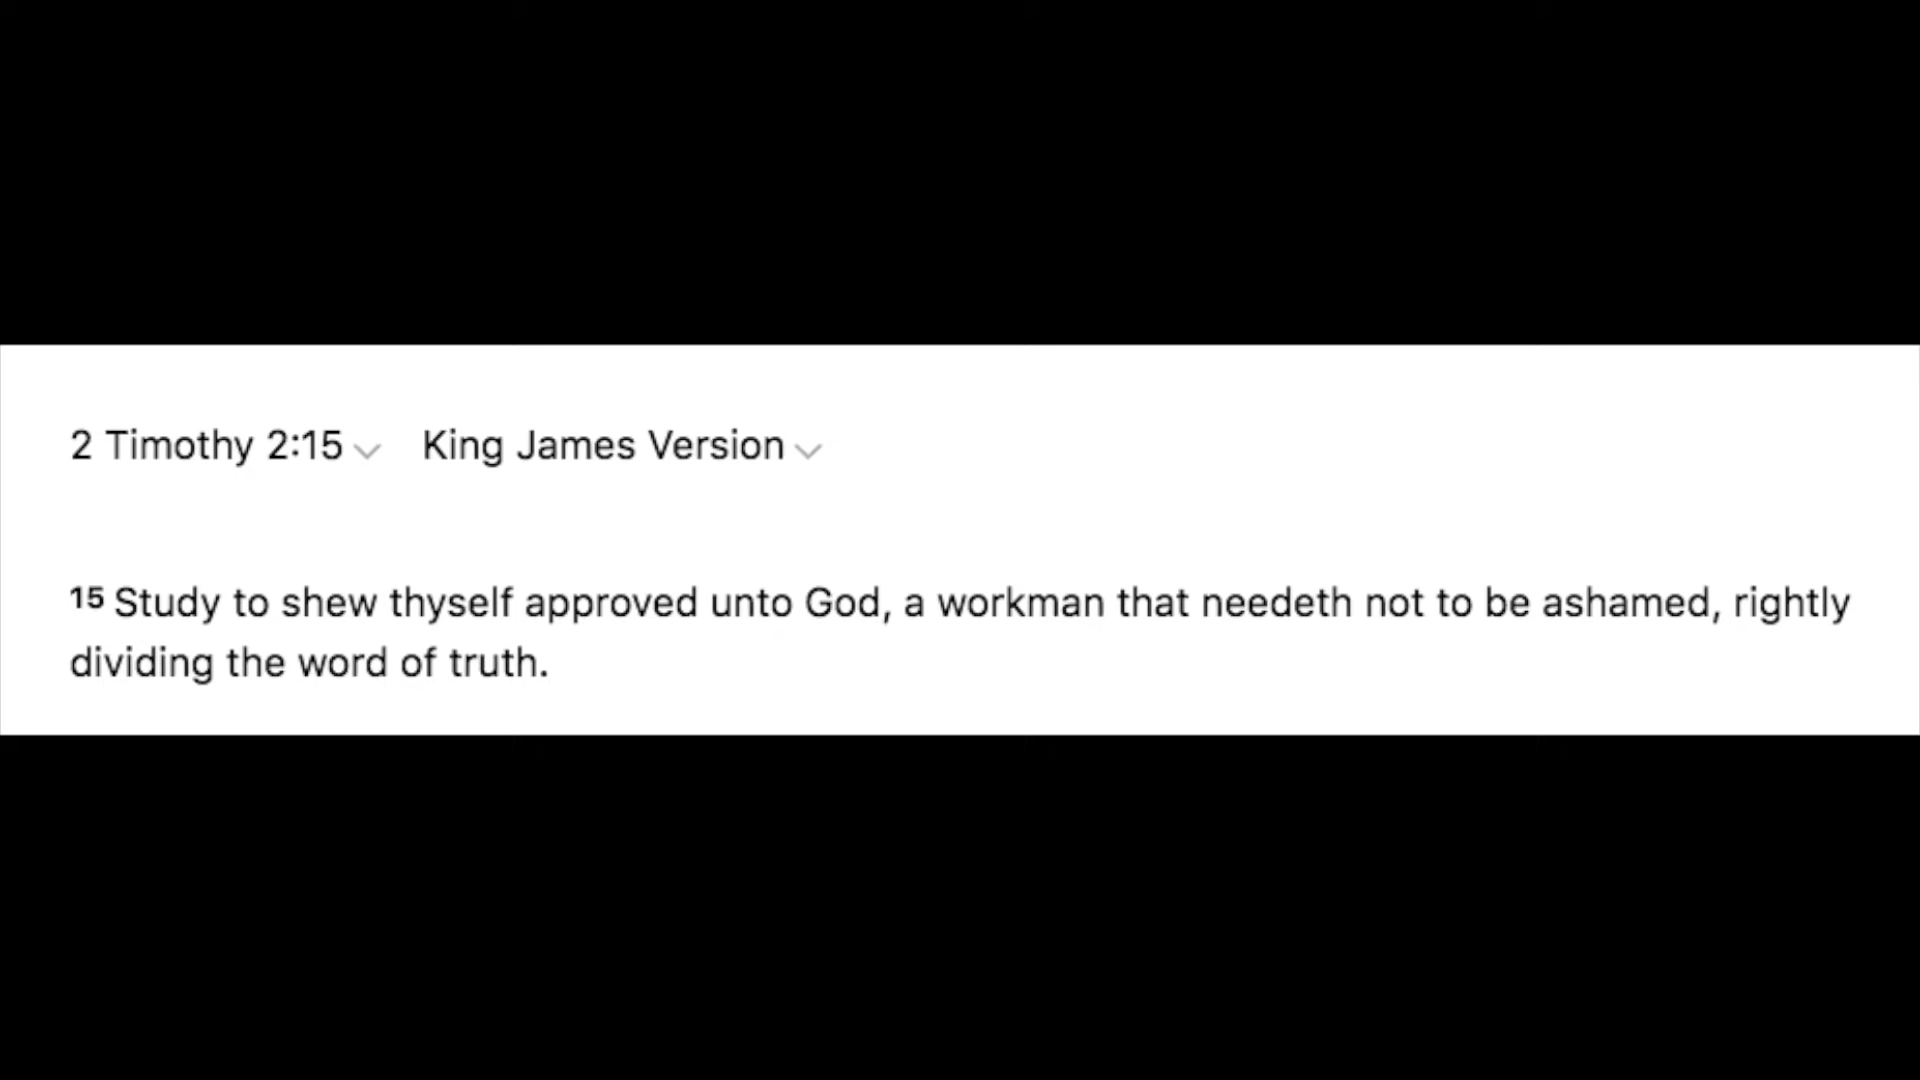 2 Timothy 2:15 King James Version
15 Study to shew thyself approved unto God, a workman that needeth not to be ashamed, rightly
dividing the word of truth.